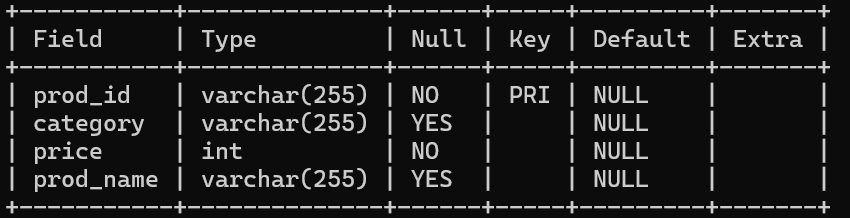 +-----------+--------------+------+-----+---------+-------+
| Field     | Type         | Null | Key | Default | Extra |
+-----------+--------------+------+-----+---------+-------+
| prod_id   | varchar(255) | NO   | PRI | NULL    |       |
| category  | varchar(255) | YES  |     | NULL    |       |
| price     | int          | NO   |     | NULL    |       |
| prod_name | varchar(255) | YES  |     | NULL    |       |
+-----------+--------------+------+-----+---------+-------+